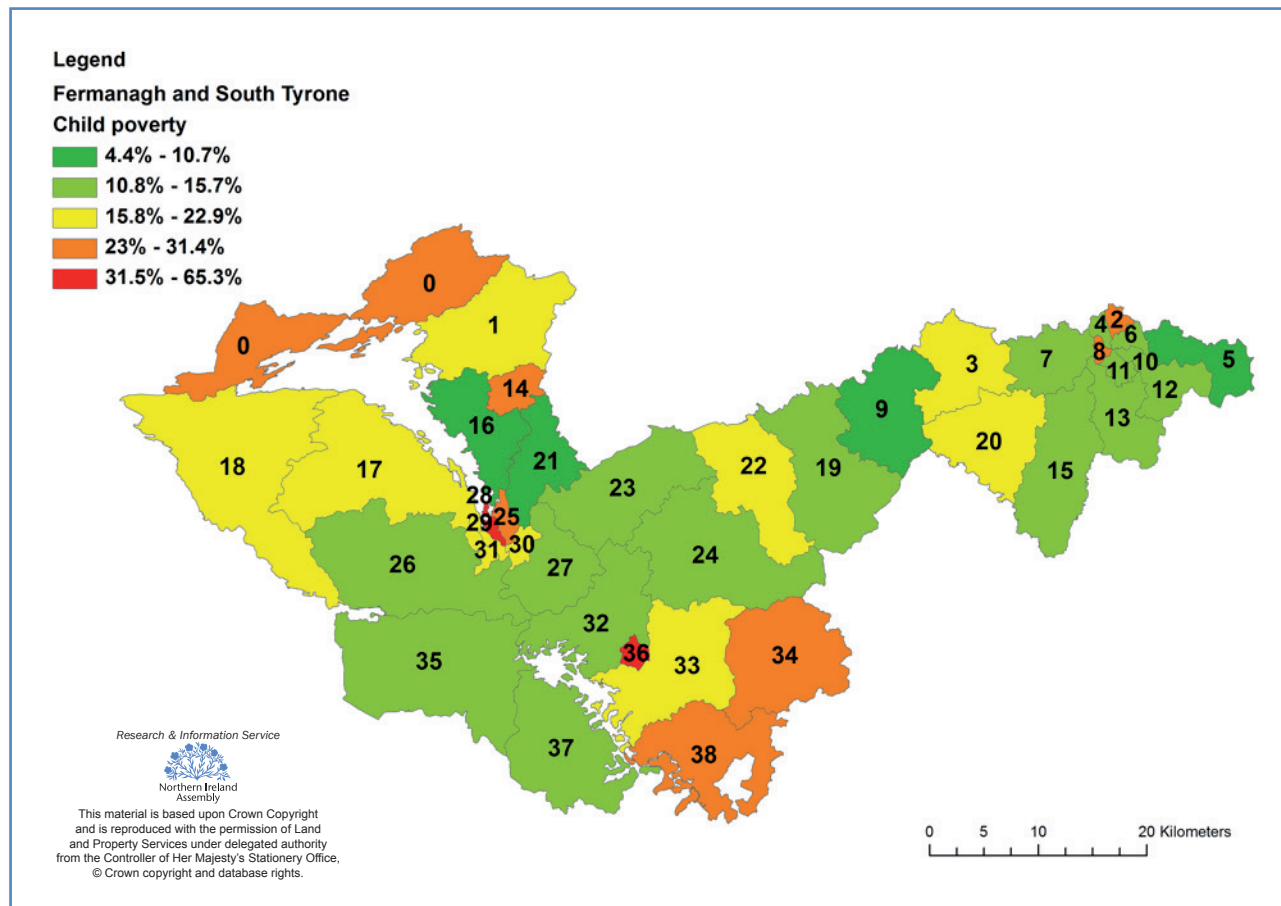 Legend
Fermanagh and South Tyrone
Child poverty
4.4% - 10.7%
10.8% - 15.7%
15.8% - 22.9%
23% - 31.4%
31.5% - 65.3%
0
0
1
2
4
6
3
7
8
5
10
11
12
14
9
13
16
20
18
17
21
22
19
15
23
28
25
29
30
31
24
26
27
32
36
33
34
35
37
38
Research & Information Service
Northern Ireland
Assembly
This material is based upon Crown Copyright
and is reproduced with the permission of Land
and Property Services under delegated authority
from the Controller of Her Majesty's Stationery Office,
© Crown copyright and database rights.
0 5 10 20 Kilometers